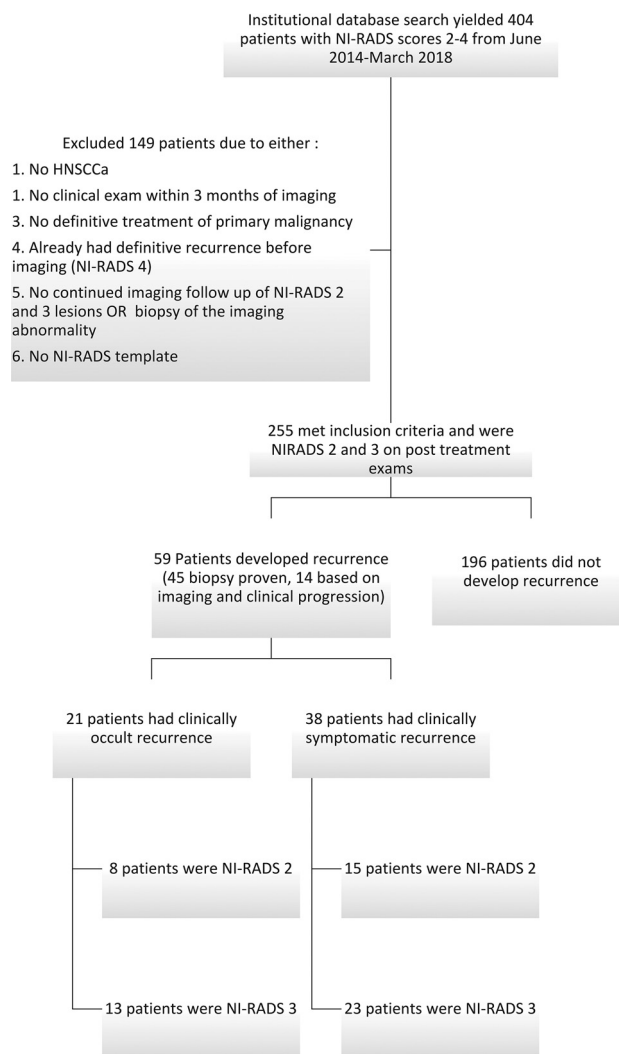 Institutional database search yielded 404
patients with NI-RADS scores 2-4 from June
2014-March 2018
Excluded 149 patients due to either :
1. No HNSCCa
1. No clinical exam within 3 months of imaging
3. No definitive treatment of primary malignancy
4. Already had definitive recurrence before
imaging (NI-RADS 4)
5. No continued imaging follow up of NI-RADS 2
and 3 lesions OR biopsy of the imaging
abnormality
6. No NI-RADS template
255 met inclusion criteria and were
NIRADS 2 and 3 on post treatment
exams
59 Patients developed recurrence
(45 biopsy proven, 14 based on
imaging and clinical progression)
196 patients did not
develop recurrence
21 patients had clinically
occult recurrence
38 patients had clinically
symptomatic recurrence
8 patients were NI-RADS 2
15 patients were NI-RADS 2
13 patients were NI-RADS 3
23 patients were NI-RADS 3